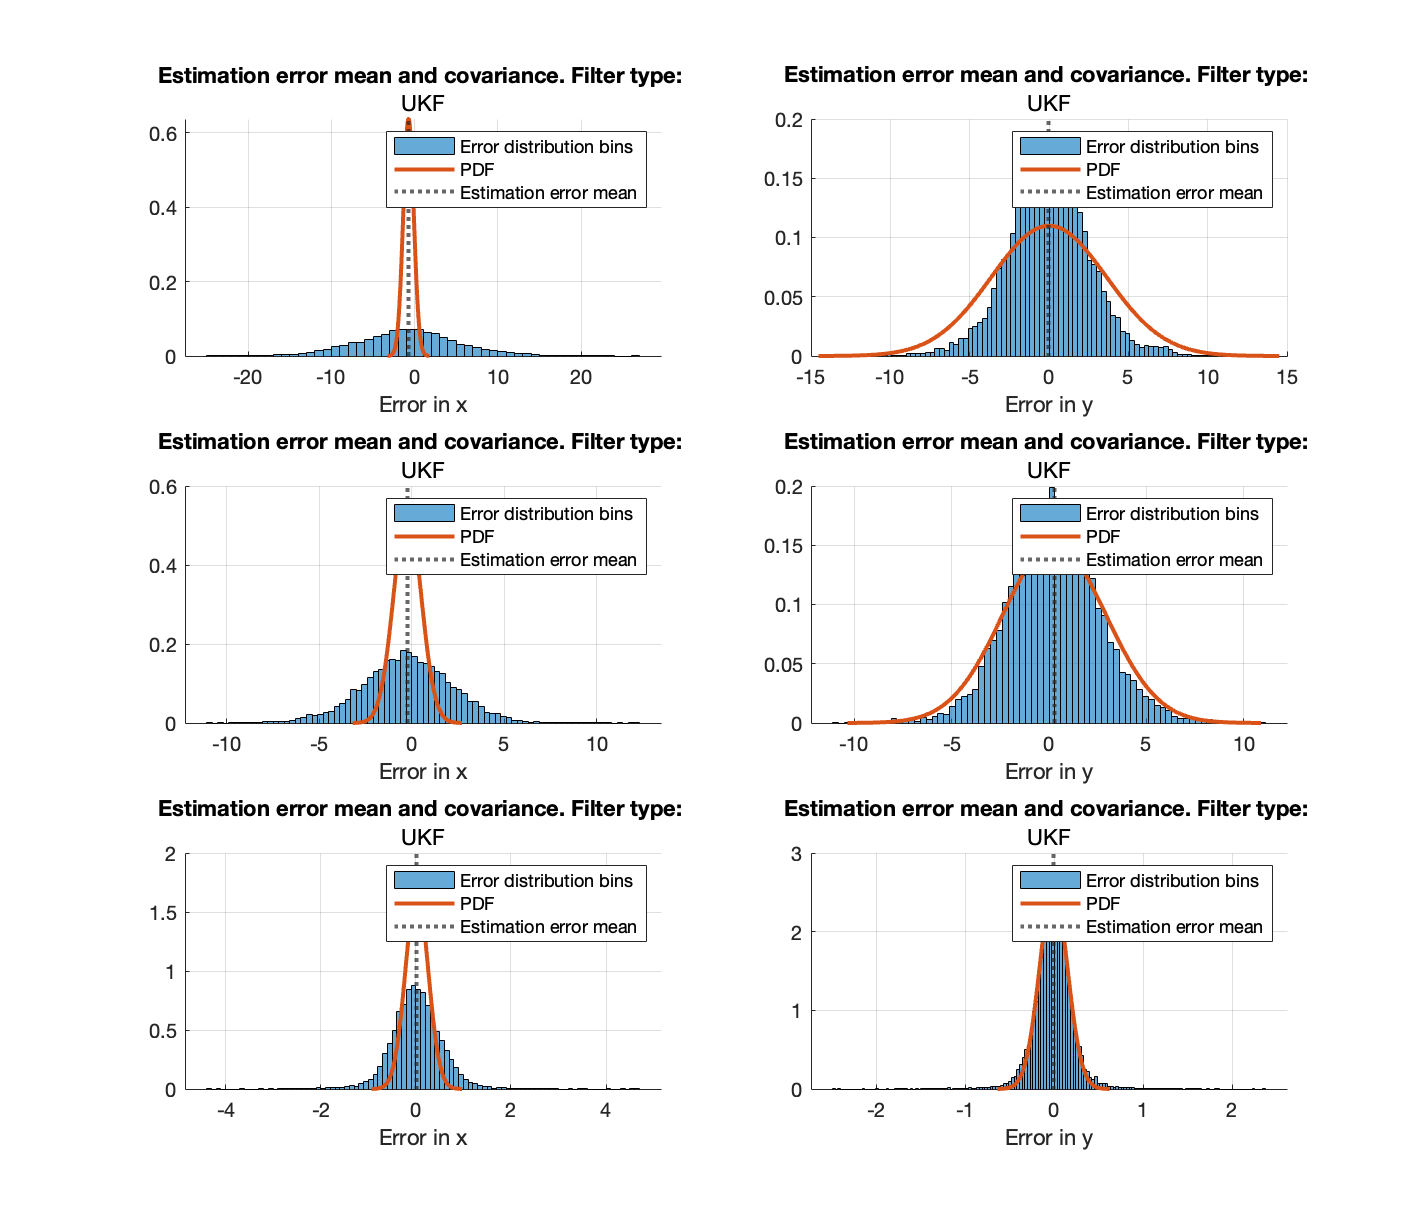 Estimation error mean and covariance. Filter type:
UKF
0.6
0.4
0.2
0
Error distribution bins
PDF
Estimation error mean
-20
-10
0
10
20
Error in x
Estimation error mean and covariance. Filter type:
UKF
0.2
0.15
0.1
0.05
0
Error distribution bins
PDF
Estimation error mean
-15
-10
-5
0
5
10
15
Error in y
Estimation error mean and covariance. Filter type:
UKF
0.6
0.4
0.2
0
Error distribution bins
PDF
Estimation error mean
-10
-5
0
5
10
Error in x
Estimation error mean and covariance. Filter type:
UKF
0.2
0.15
0.1
0.05
0
Error distribution bins
PDF
Estimation error mean
-10
-5
0
5
10
Error in y
Estimation error mean and covariance. Filter type:
UKF
2
1.5
1
0.5
0
Error distribution bins
PDF
Estimation error mean
-4
-2
0
2
4
Error in x
Estimation error mean and covariance. Filter type:
UKF
3
2
1
0
Error distribution bins
PDF
Estimation error mean
-2
-1
0
1
2
Error in y